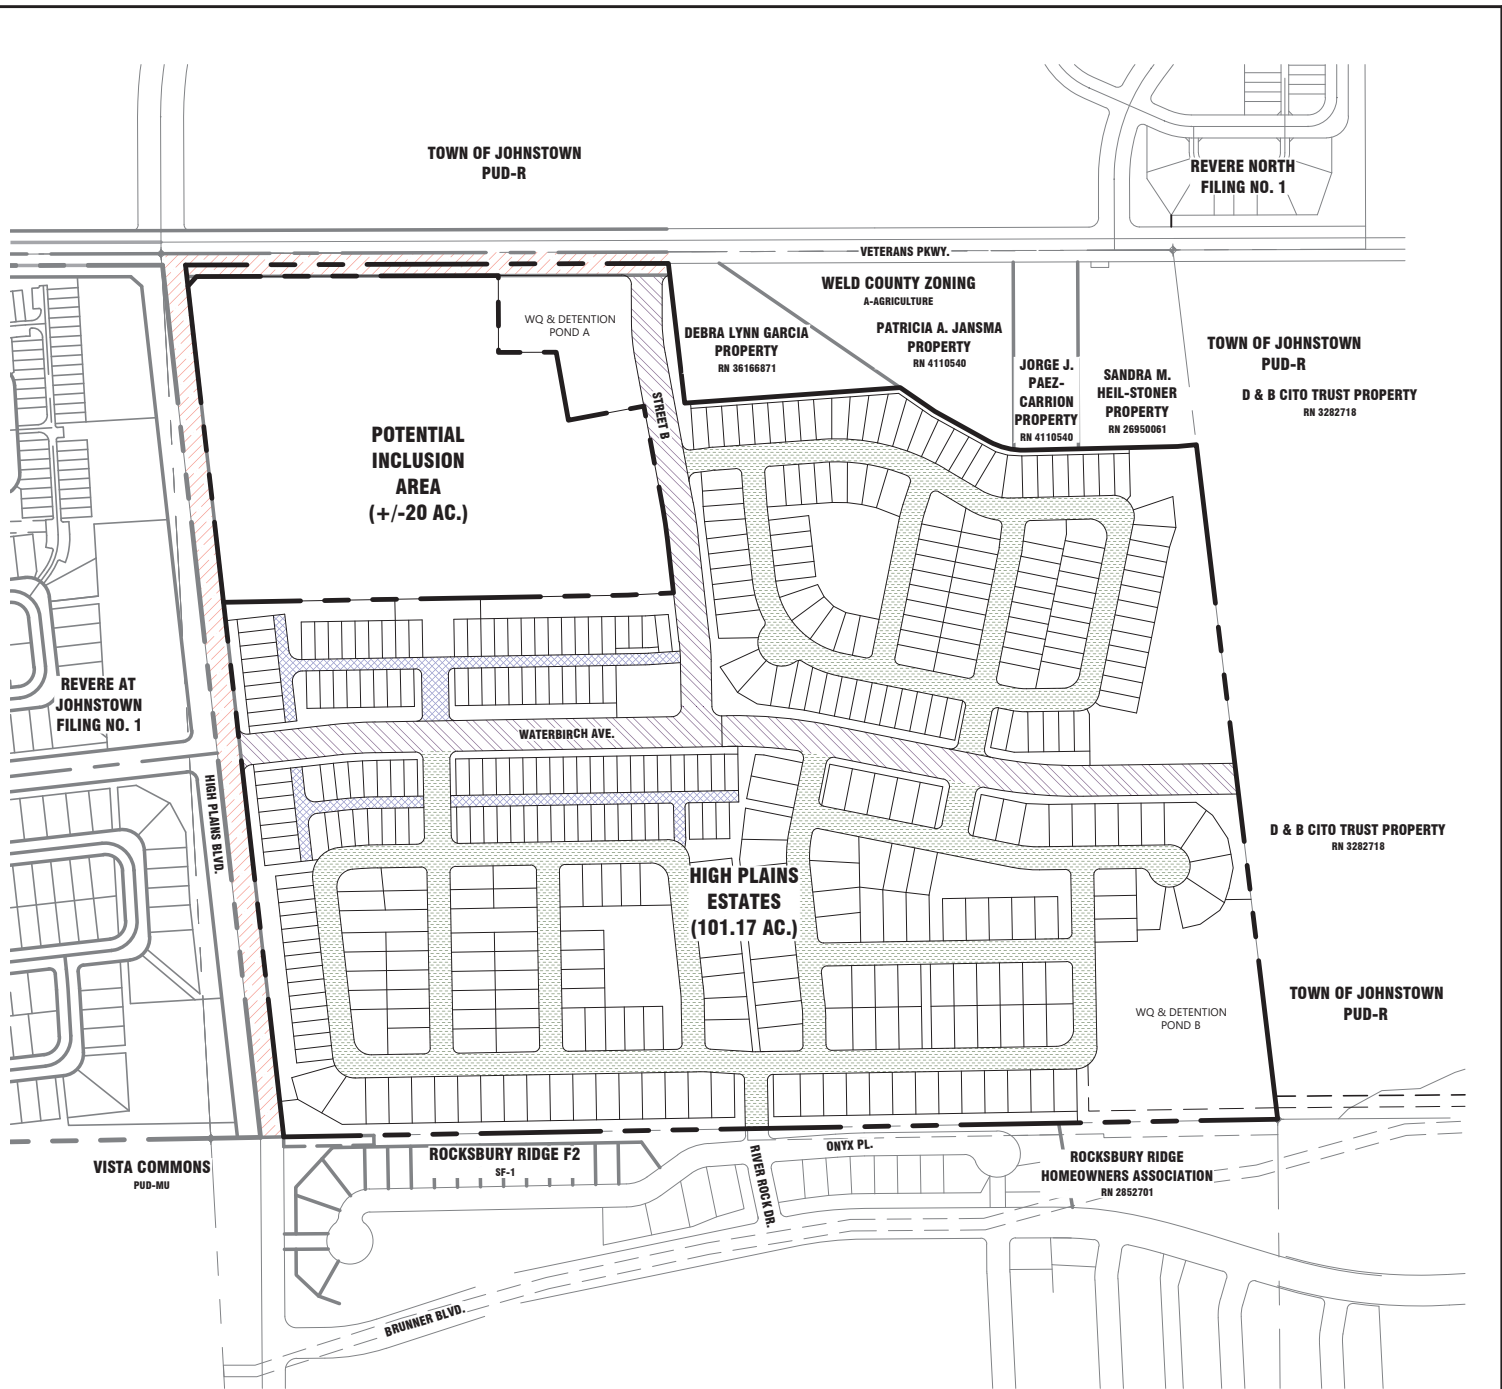 TOWN OF JOHNSTOWN
PUD-R
REVERE NORTH
FILING NO. 1
VETERANS PKWY.
WELD COUNTY ZONING
A-AGRICULTURE
WQ & DETENTION
POND A
DEBRA LYNN GARCIA
PROPERTY
RN 36166871
PATRICIA A. JANSMA
PROPERTY
RN 4110540
JORGE J.
PAEZ-
CARRION
PROPERTY
RN 4110540
SANDRA M.
HEIL-STONER
PROPERTY
RN 26950061
TOWN OF JOHNSTOWN
PUD-R
D & B CITO TRUST PROPERTY
RN 3282718
STREET B
POTENTIAL
INCLUSION
AREA
(+/-20 AC.)
REVERE AT
JOHNSTOWN
FILING NO. 1
WATERBIRCH AVE.
HIGH PLAINS BLVD.
D & B CITO TRUST PROPERTY
RN 3282718
HIGH PLAINS
ESTATES
(101.17 AC.)
WQ & DETENTION
POND B
TOWN OF JOHNSTOWN
PUD-R
VISTA COMMONS
PUD-MU
ROCKSBURY RIDGE F2
SF-1
RIVER ROCK DR.
ONYX PL.
ROCKSBURY RIDGE
HOMEOWNERS ASSOCIATION
RN 2852701
BRUNNER BLVD.